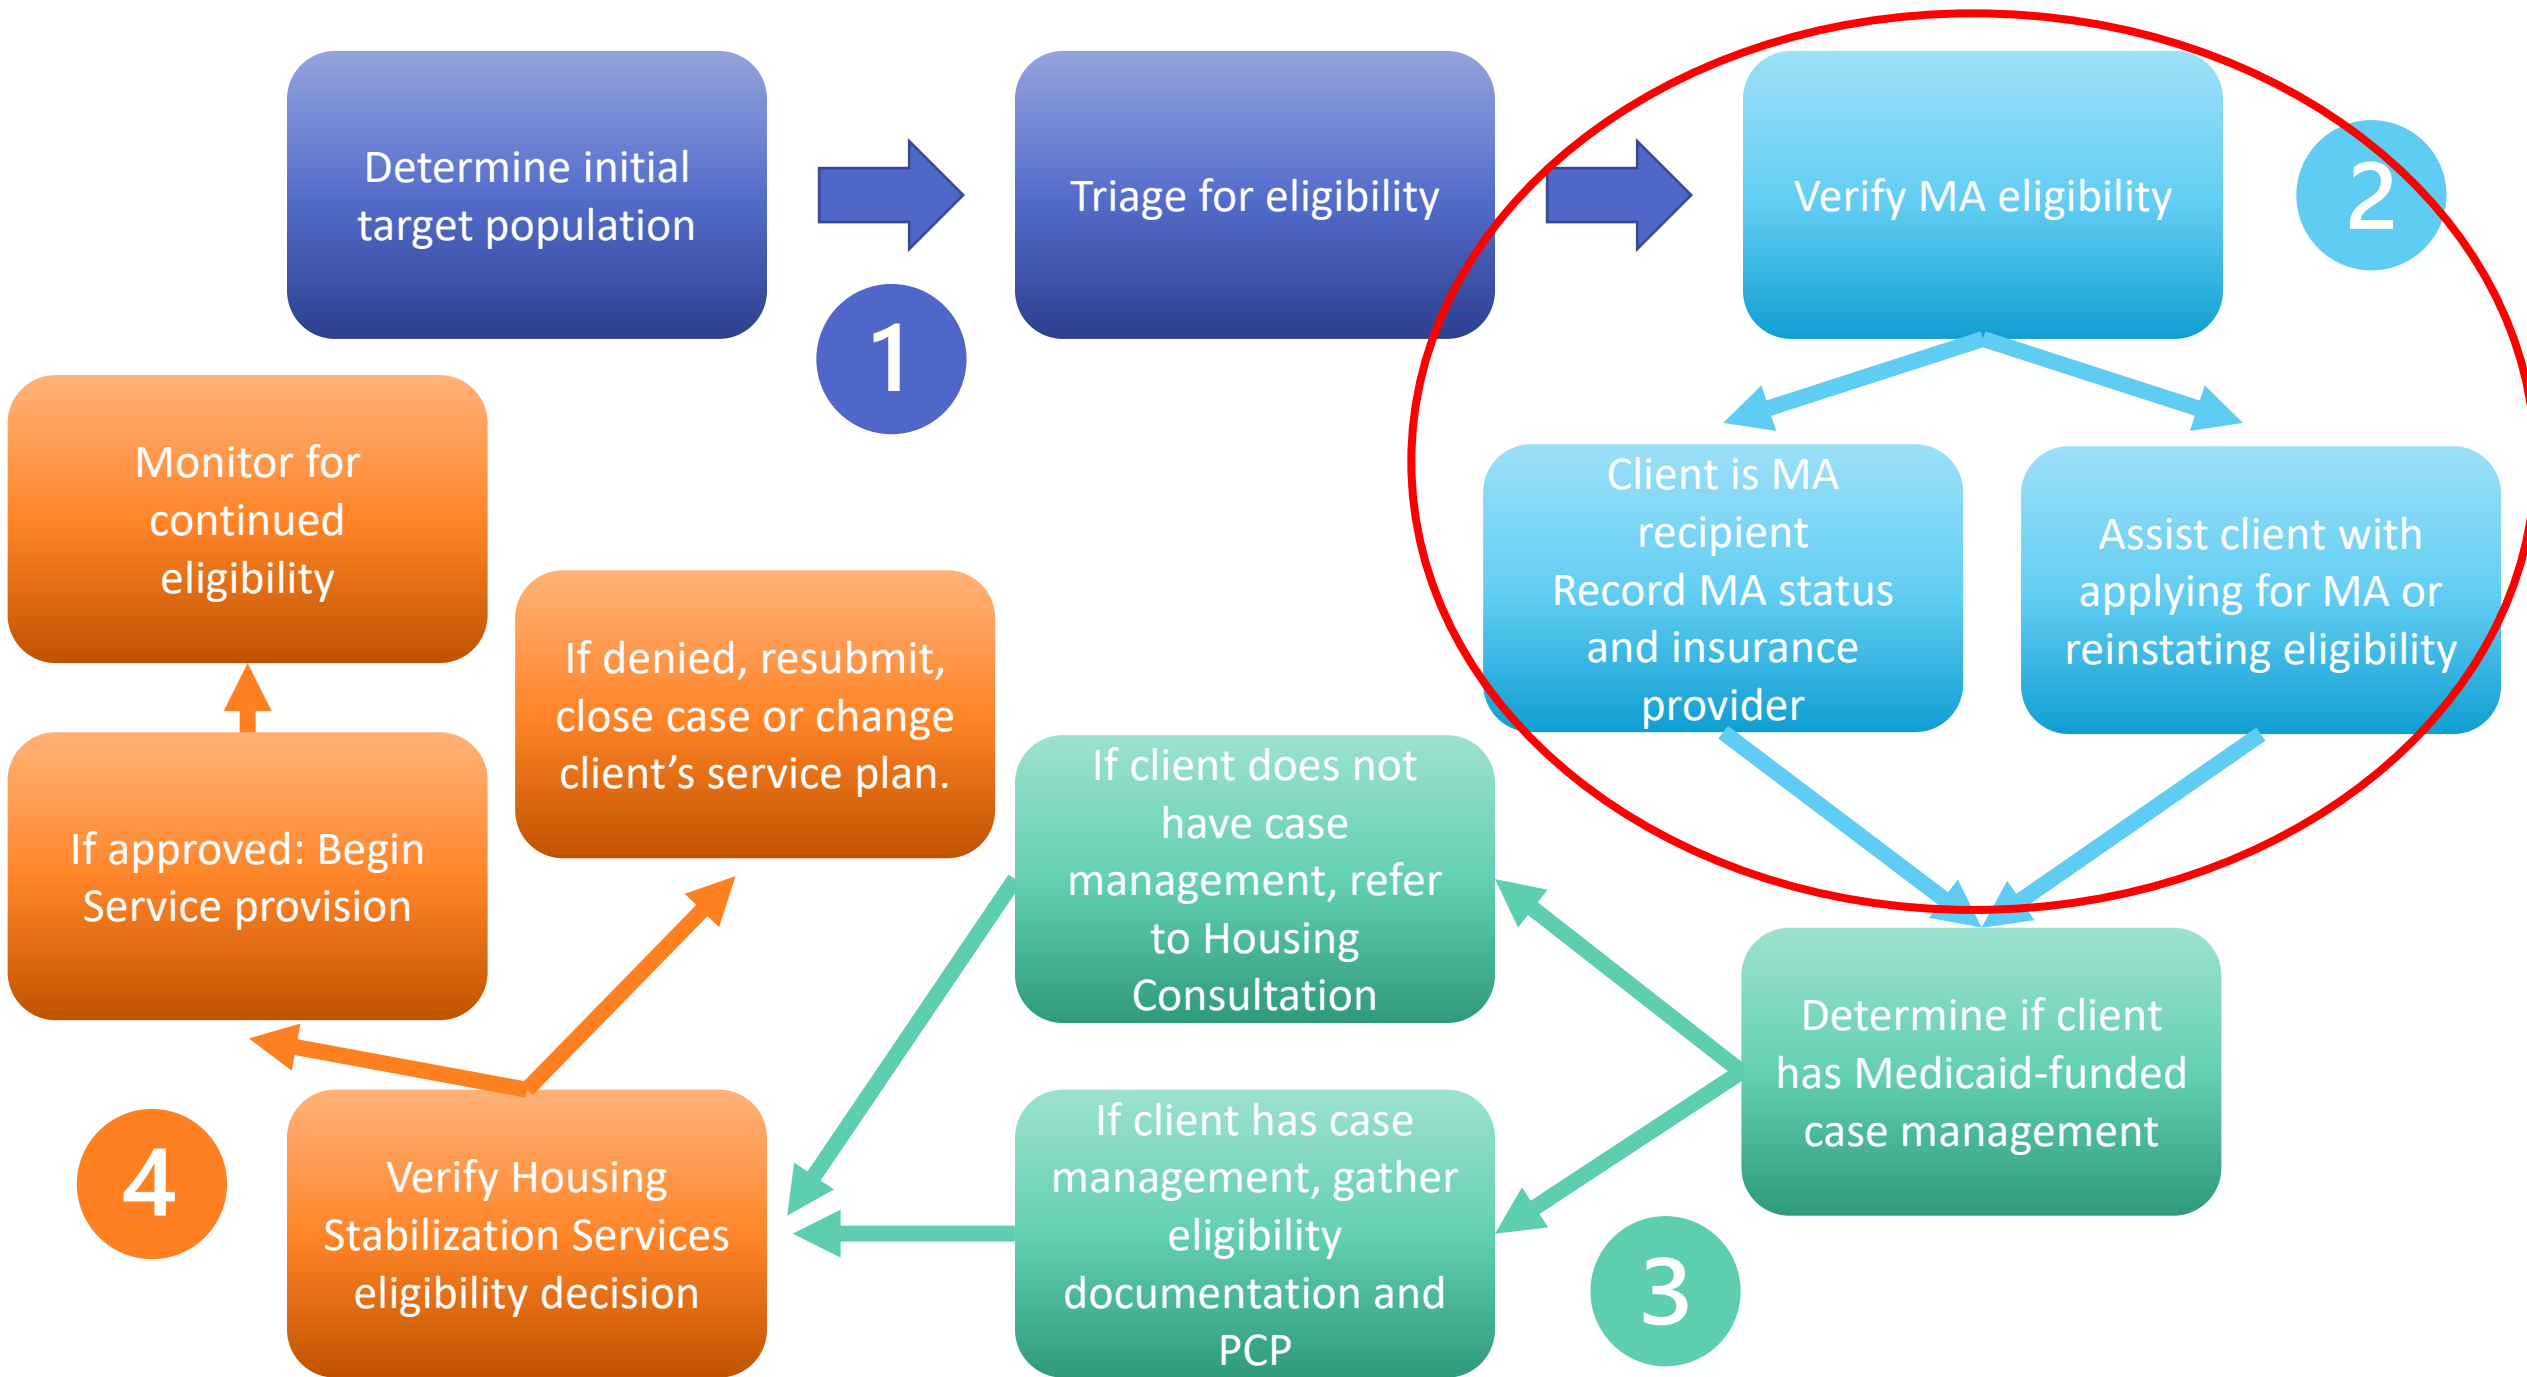 Determine initial
target population
1
Triage for eligibility
Verify MA eligibility
2
Client is MA
recipient
Record MA status
and insurance
provider
Assist client with
applying for MA or
reinstating eligibility
Determine if client
has Medicaid-funded
case management
3
If client does not
have case
management, refer
to Housing
Consultation
If client has case
management, gather
eligibility
documentation and
PCP
Verify Housing
Stabilization Services
eligibility decision
4
If denied, resubmit,
close case or change
client’s service plan.
If approved: Begin
Service provision
Monitor for
continued
eligibility